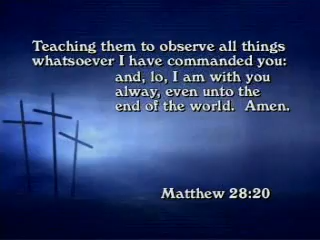 Teaching them to observe all things
whatsoever I have commanded you:
and, lo, I am with you
alway, even unto the
end of the world. Amen.
Matthew 28:20